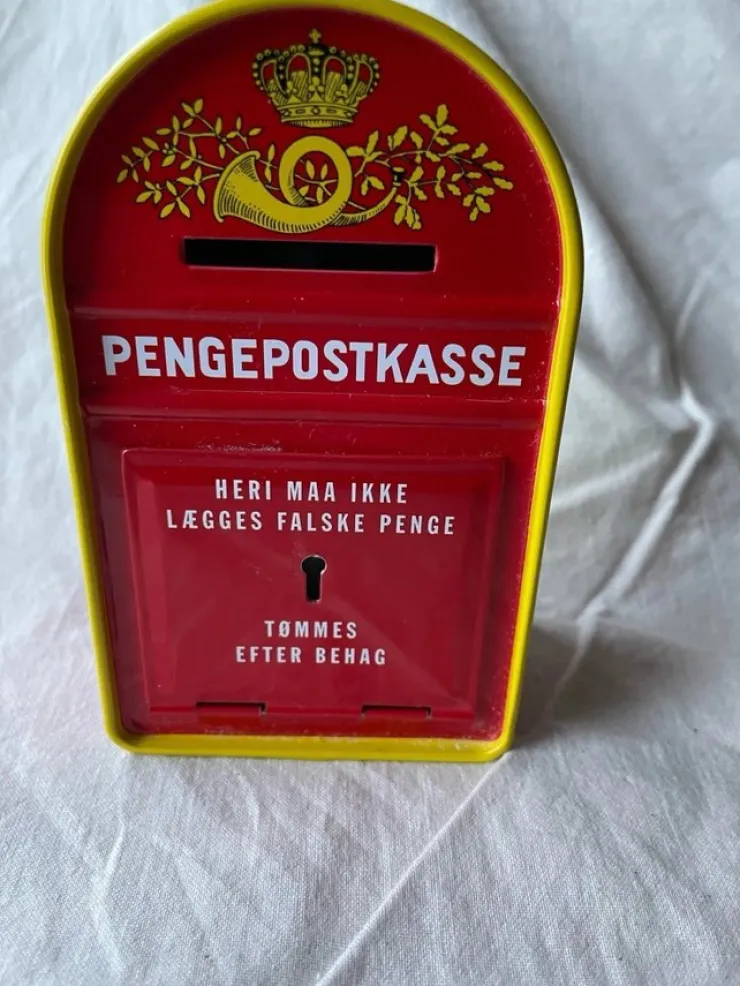 PENGEPOSTKASSE
HERI MAA IKKE
LÆGGES FALSKE PENGE
TØMMES
EFTER BEHAG